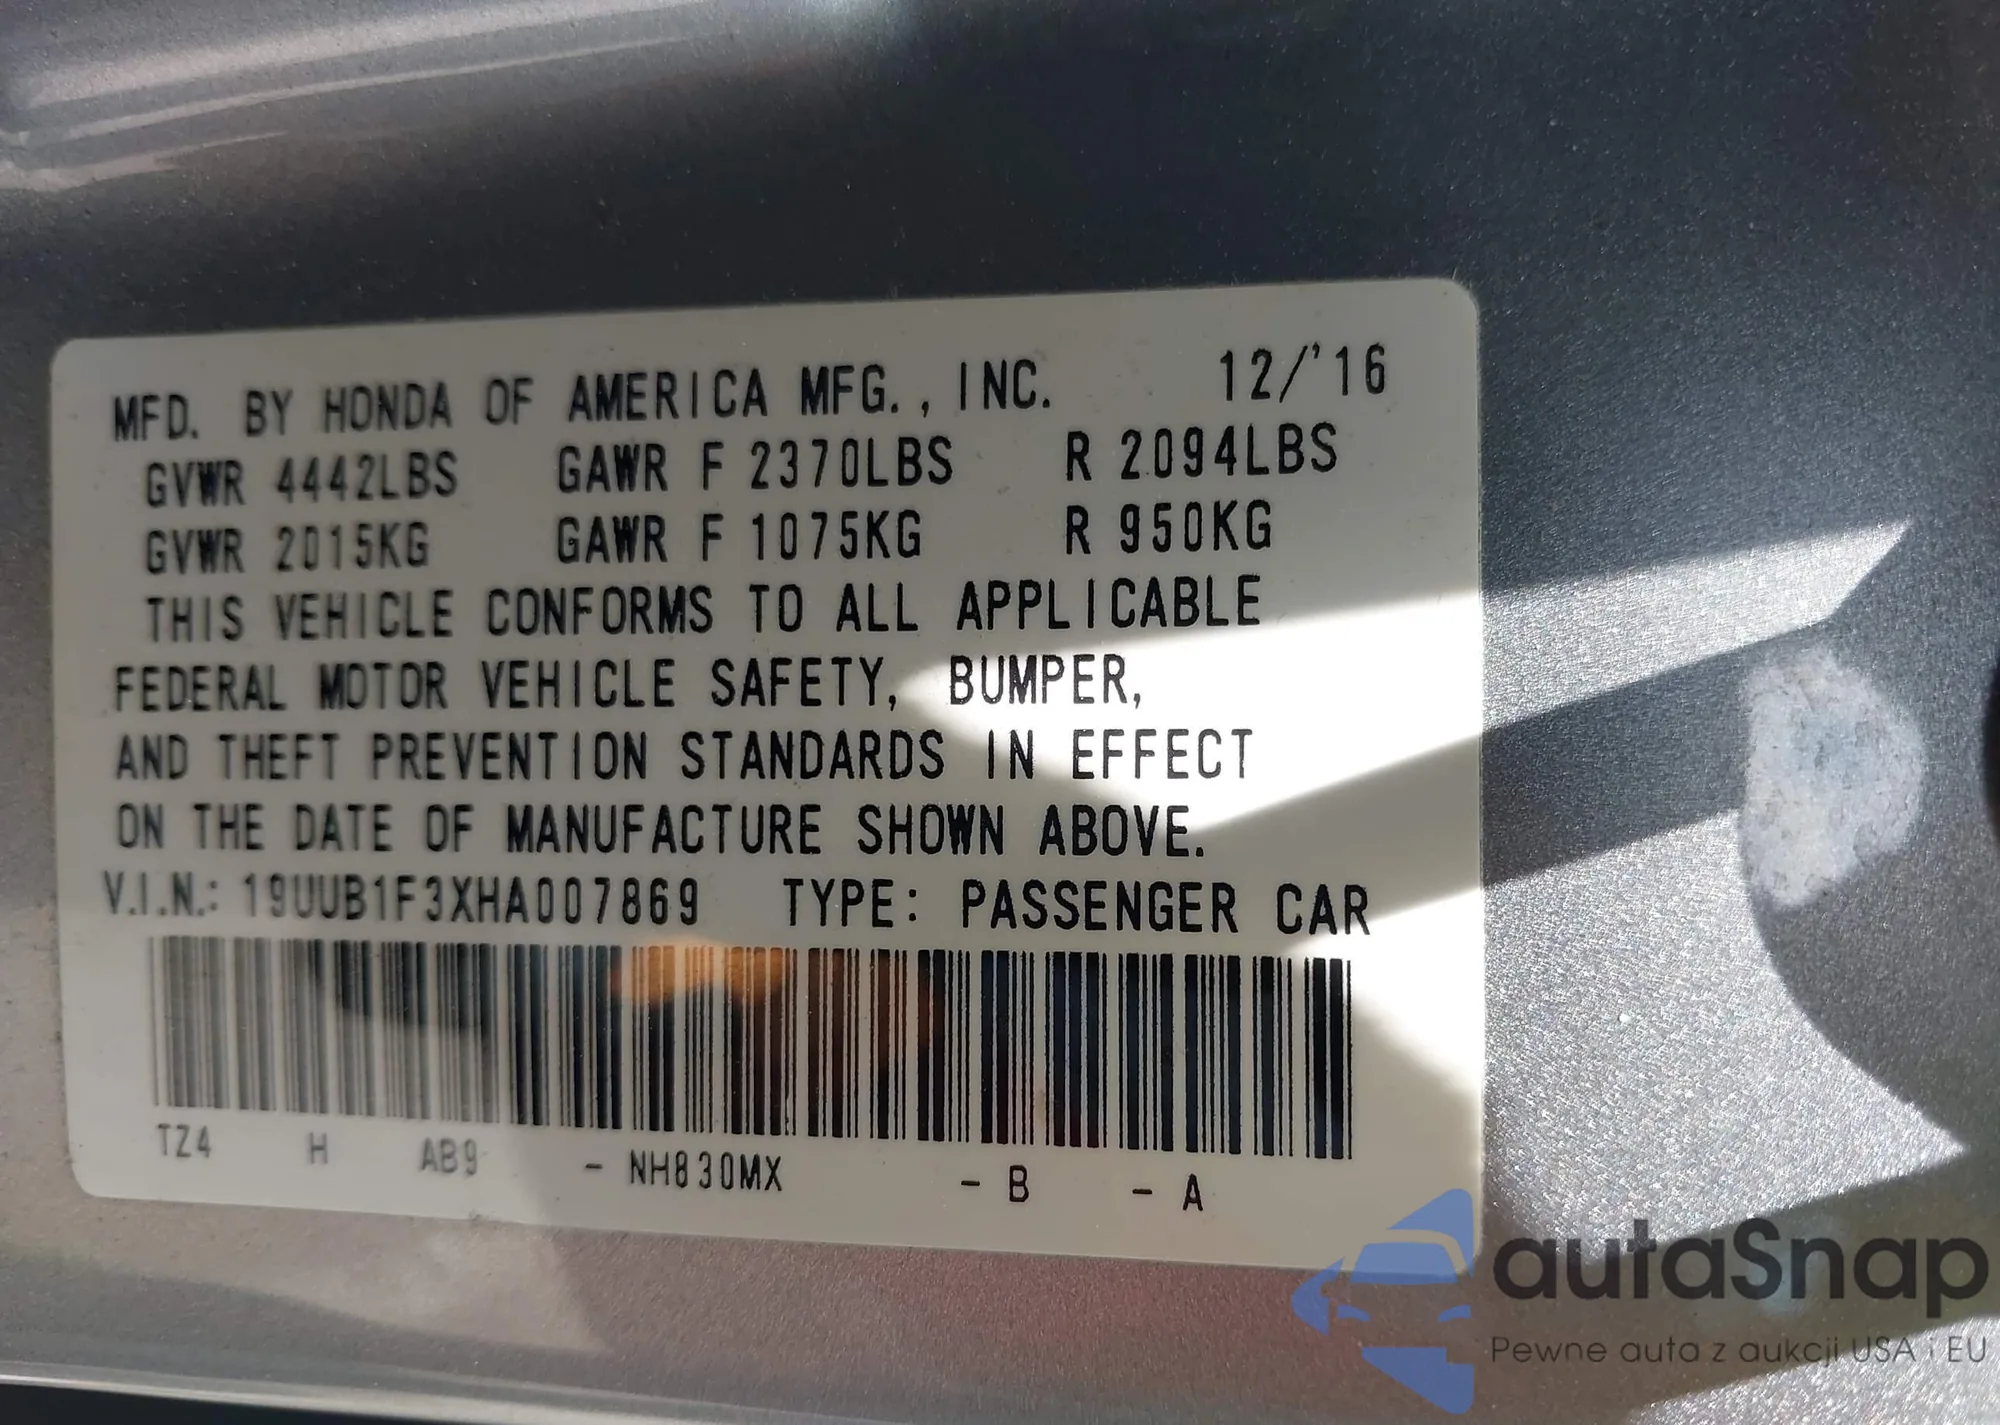 MFD. BY HONDA OF AMERICA MFG., INC. 12/'16
GVWR 4442LBS GAWR F 2370LBS R 2094LBS
GVWR 2015KG GAWR F 1075KG R 950KG
THIS VEHICLE CONFORMS TO ALL APPLICABLE
FEDERAL MOTOR VEHICLE SAFETY, BUMPER,
AND THEFT PREVENTION STANDARDS IN EFFECT
ON THE DATE OF MANUFACTURE SHOWN ABOVE.
V.I.N.: 19UUB1F3XHA007869 TYPE: PASSENGER CAR
TZ4 H AB9 - NH830MX - B - A
autaSnap
Pewne auta z aukcji USA i EU